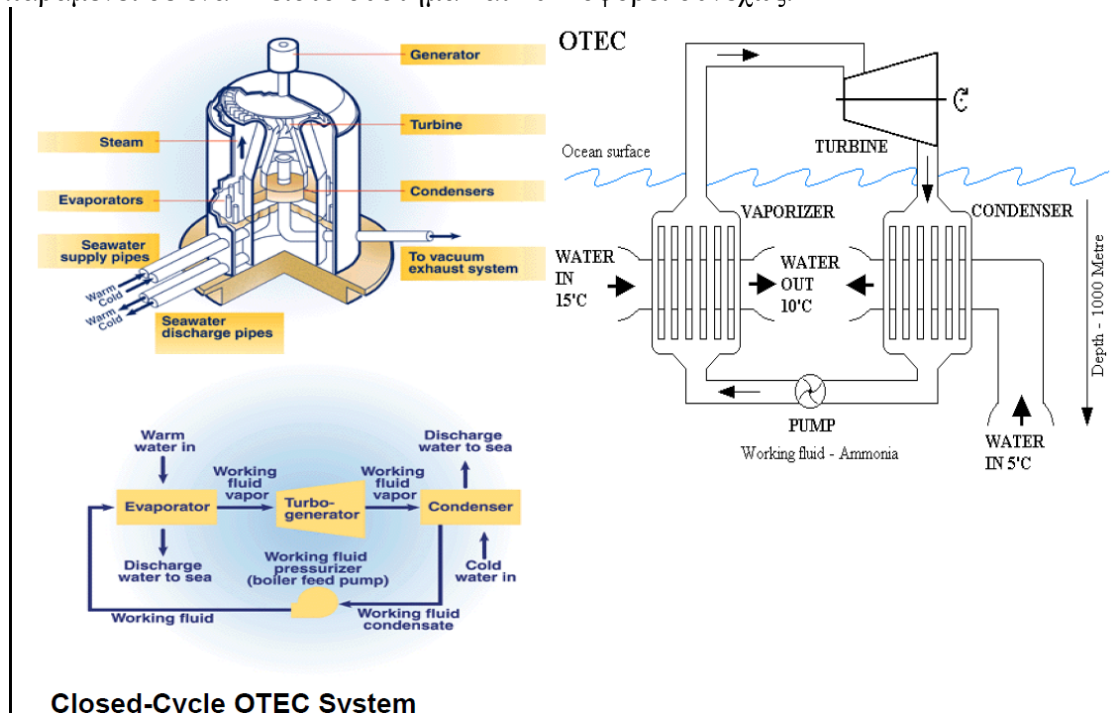 Generator
Turbine
Steam
Condensers
Evaporators
Seawater
supply pipes
To vacuum
exhaust system
Warm
Cold
Warm
Cold
Seawater
discharge pipes
OTEC
TURBINE
Ocean surface
VAPORIZER
CONDENSER
WATER
IN
15°C
WATER
OUT
10°C
Depth - 1000 Metre
PUMP
WATER
IN 5°C
Working fluid - Ammonia
Warm
water in
Discharge
water to sea
Working
fluid
vapor
Working
fluid
vapor
Evaporator
Turbo-
generator
Condenser
Discharge
water to sea
Working fluid
pressurizer
(boiler feed pump)
Cold
water in
Working fluid
Working fluid
condensate
Closed-Cycle OTEC System